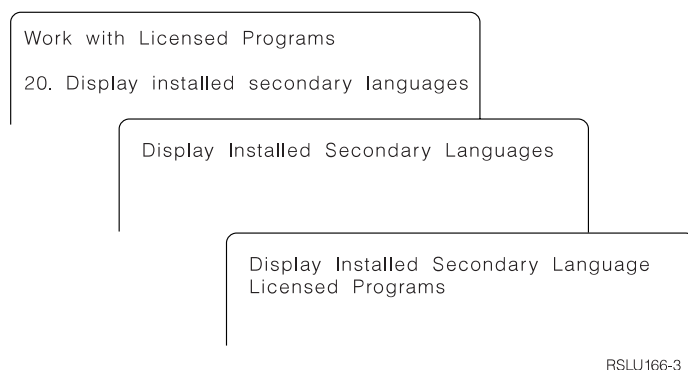 Work with Licensed Programs
20. Display installed secondary languages
Display Installed Secondary Languages
Display Installed Secondary Language
Licensed Programs
RSLU166-3